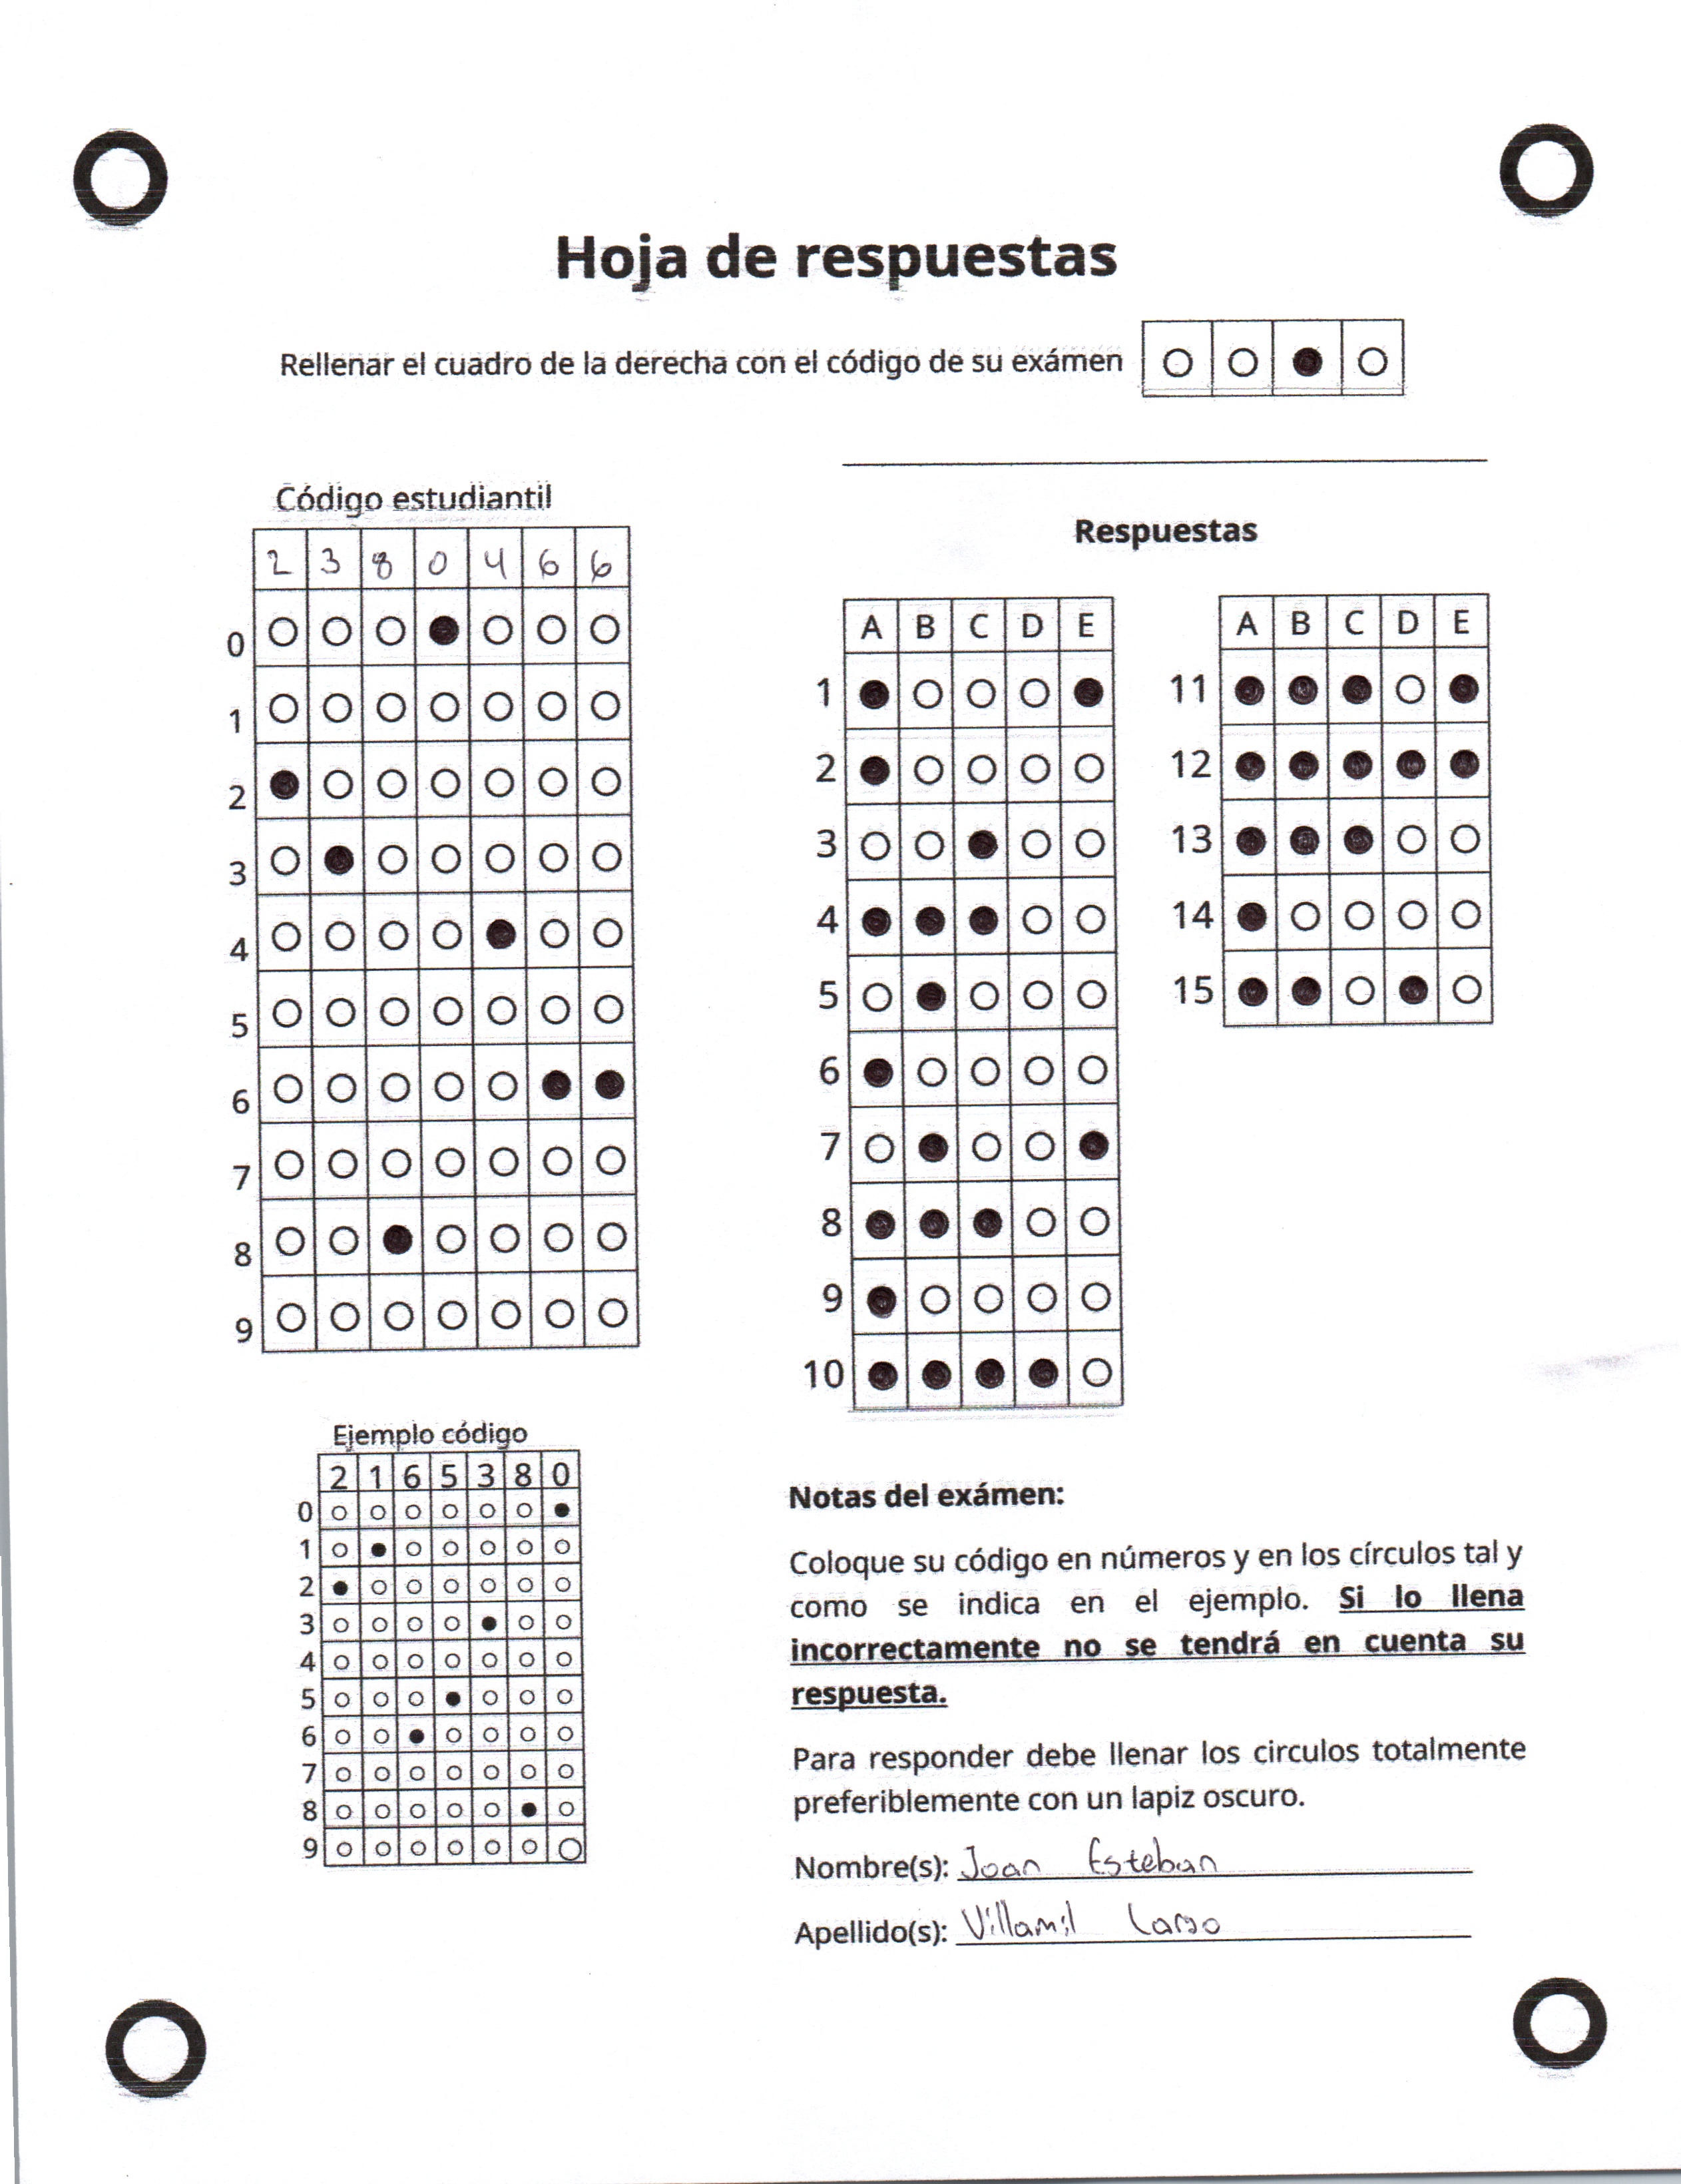 Hoja de respuestas
Rellenar el cuadro de la derecha con el código de su exámen
Código estudiantil
2 3 8 0 4 6 6
0
1
2
3
4
5
6
7
8
9
Respuestas
A B C D E
1
2
3
4
5
6
7
8
9
10
A B C D E
11
12
13
14
15
Ejemplo código
2 1 6 5 3 8 0
0
1
2
3
4
5
6
7
8
9
Notas del exámen:
Coloque su código en números y en los círculos tal y
como se indica en el ejemplo. Si lo llena
incorrectamente no se tendrá en cuenta su
respuesta.
Para responder debe llenar los circulos totalmente
preferiblemente con un lapiz oscuro.
Nombre(s): Joan Esteban
Apellido(s): Villamil Largo